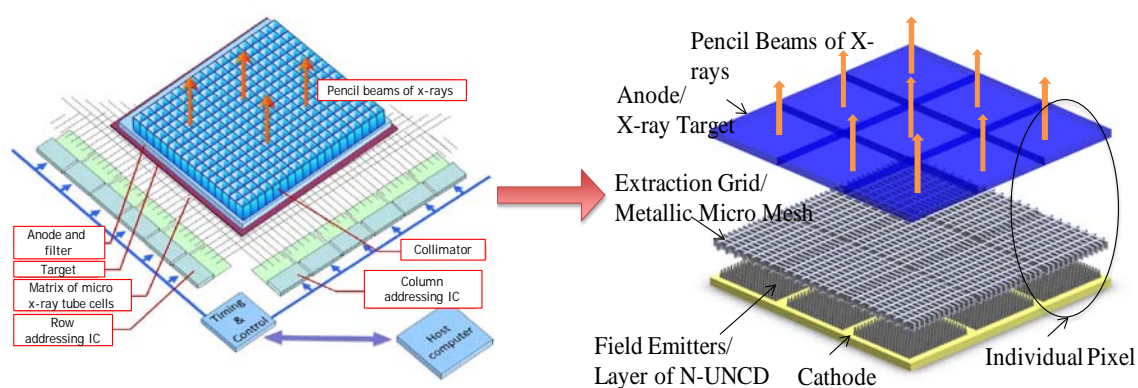 Pencil beams of x-rays
Anode and
filter
Target
Matrix of micro
x-ray tube cells
Row
addressing IC
Timing
&
Control
Host
computer
Collimator
Column
addressing IC
Pencil Beams of X-
rays
Anode/
X-ray Target
Extraction Grid/
Metallic Micro Mesh
Field Emitters/
Layer of N-UNCD
Cathode
Individual Pixel